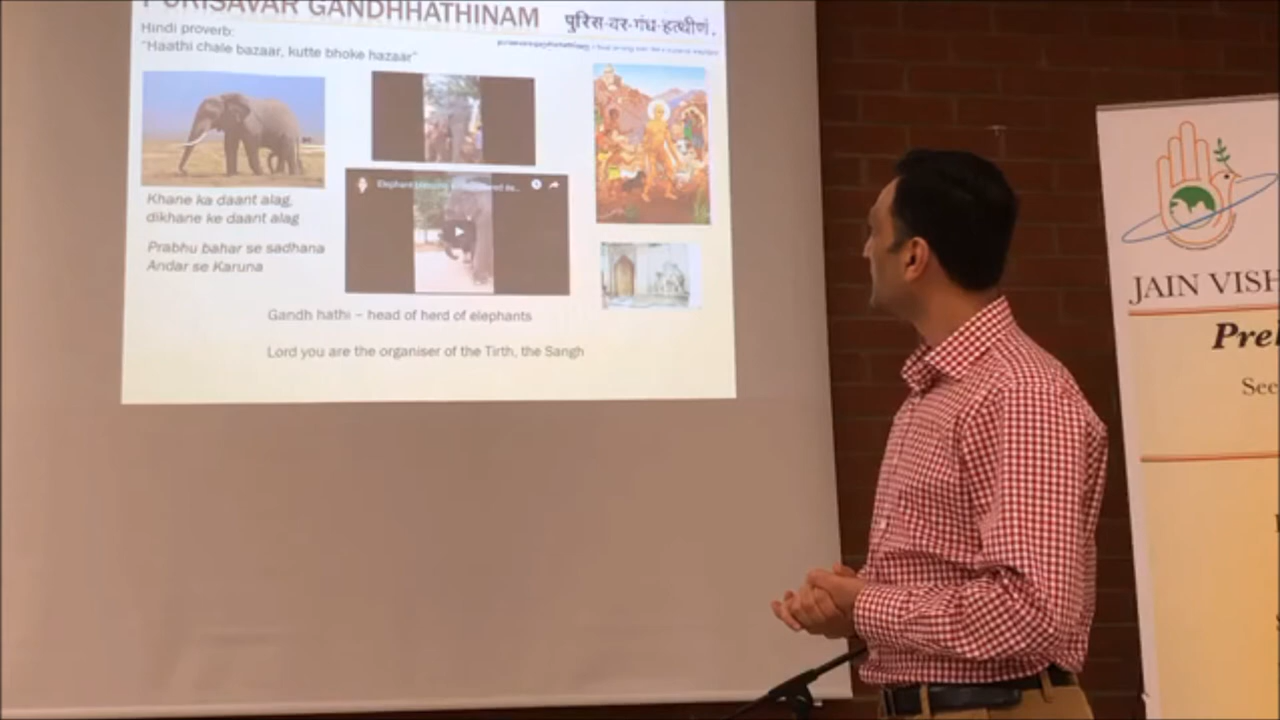 PURISAVAR GANDHHATHINAM
पुरिस-वर-गंध-हत्थीणं.
Hindi proverb:
"Haathi chale bazaar, kutte bhoke hazaar"
Elephant blessing
Khane ka daant alag,
dikhane ke daant alag
Prabhu bahar se sadhana
Andar se Karuna
Gandh hathi – head of herd of elephants
Lord you are the organiser of the Tirth, the Sangh
JAIN VISH
Pre
See